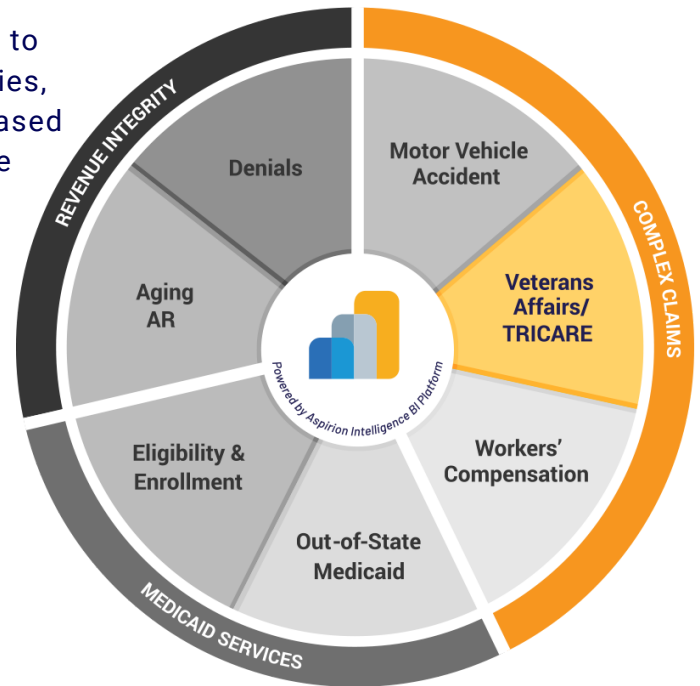 to
ies,
ased
e
REVENUE INTEGRITY
Denials
Aging
AR
COMPLEX CLAIMS
Motor Vehicle
Accident
Veterans
Affairs/
TRICARE
Workers’
Compensation
MEDICAID SERVICES
Eligibility &
Enrollment
Out-of-State
Medicaid
Powered by Aspirion Intelligence BI Platform